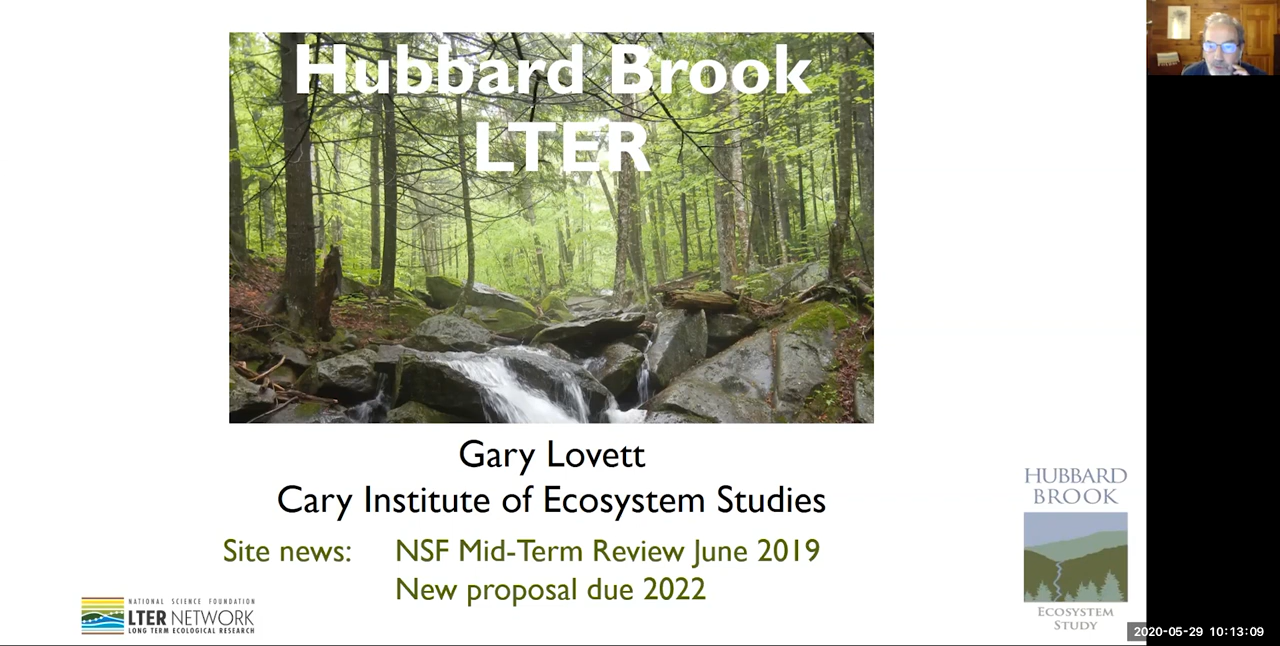 Hubbard Brook
LTER
Gary Lovett
Cary Institute of Ecosystem Studies
Site news: NSF Mid-Term Review June 2019
New proposal due 2022
NATIONAL SCIENCE FOUNDATION
LTER NETWORK
LONG TERM ECOLOGICAL RESEARCH
HUBBARD
BROOK
ECOSYSTEM
STUDY
2020-05-29 10:13:09